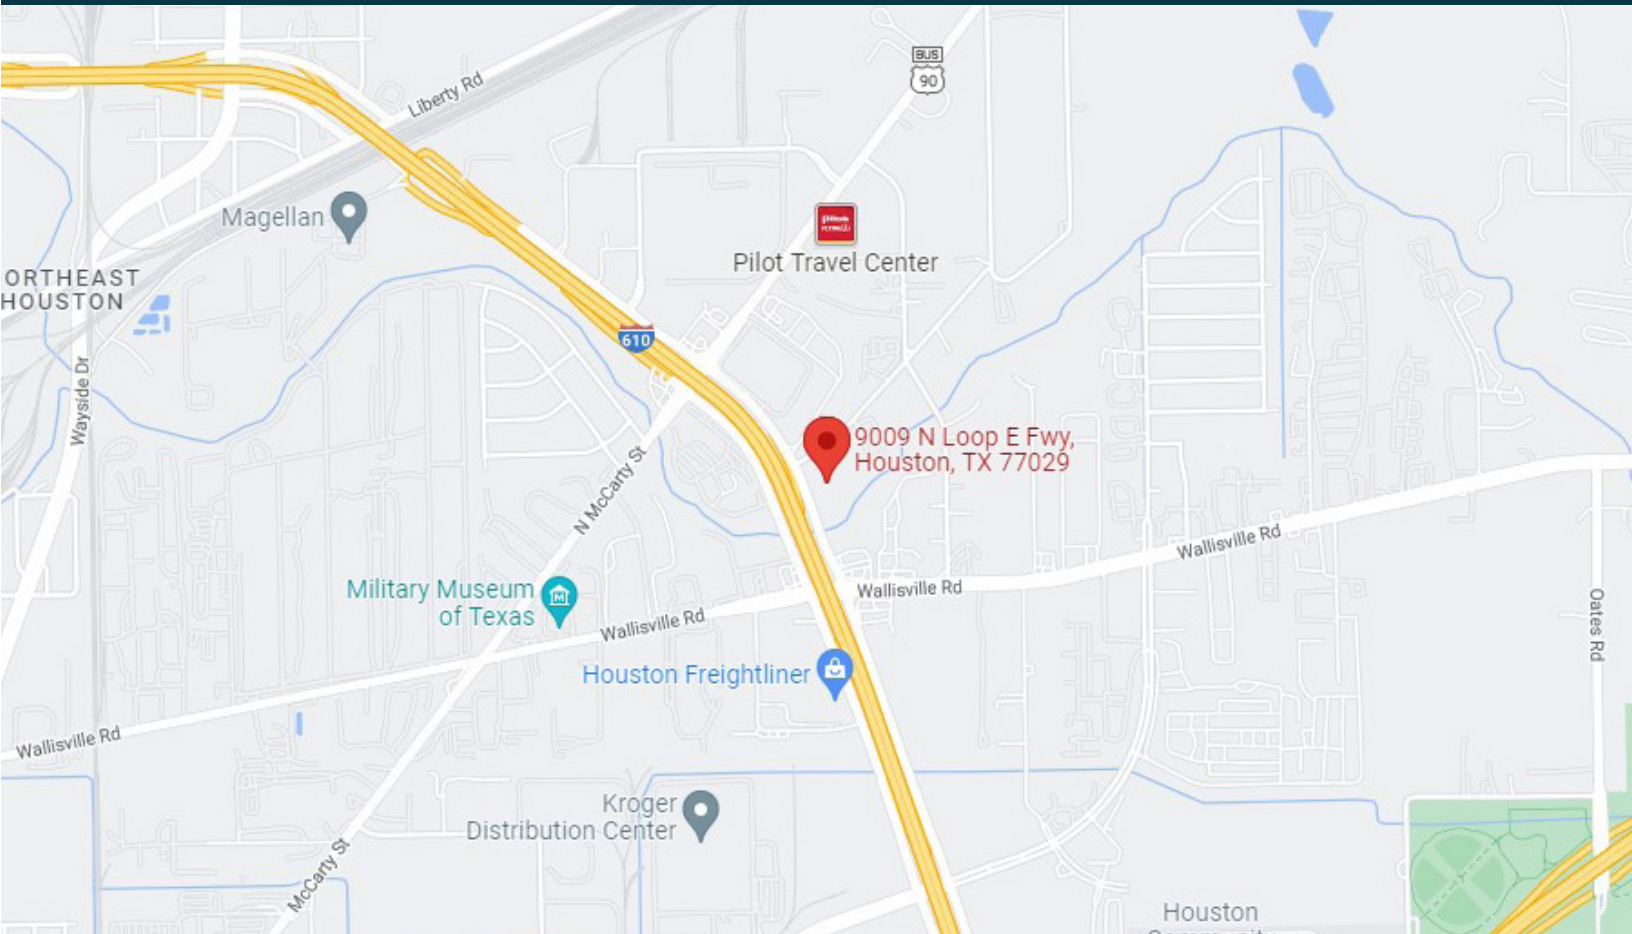 BUS
90
Liberty Rd
Magellan
Pilot Travel Center
ORTHEAST
HOUSTON
610
Wayside Dr
9009 N Loop E Fwy,
Houston, TX 77029
N McCarty St
Wallisville Rd
Wallisville Rd
Military Museum
of Texas
Wallisville Rd
Oates Rd
Houston Freightliner
Wallisville Rd
Kroger
Distribution Center
McCarty St
Houston